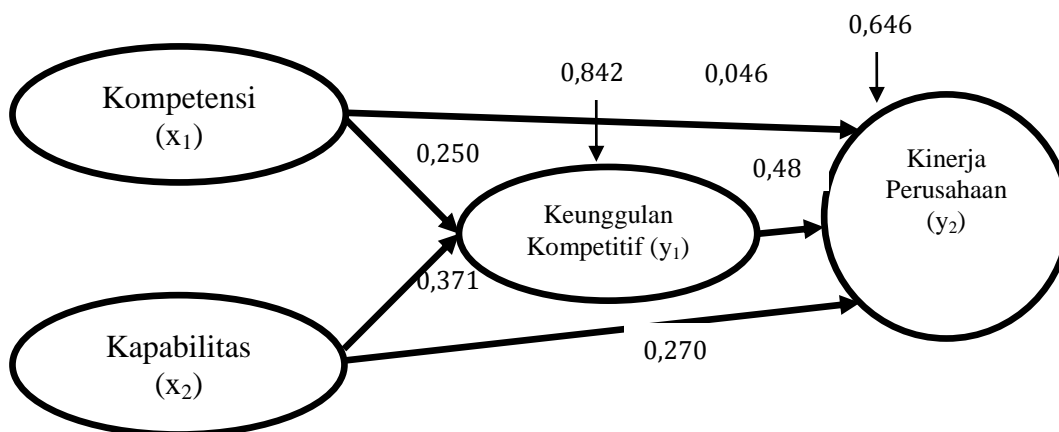 0,646
0,842
0,046
Kompetensi
(x₁)
0,250
0,48
Kinerja
Perusahaan
(y₂)
Keunggulan
Kompetitif (y₁)
0,371
Kapabilitas
(x₂)
0,270